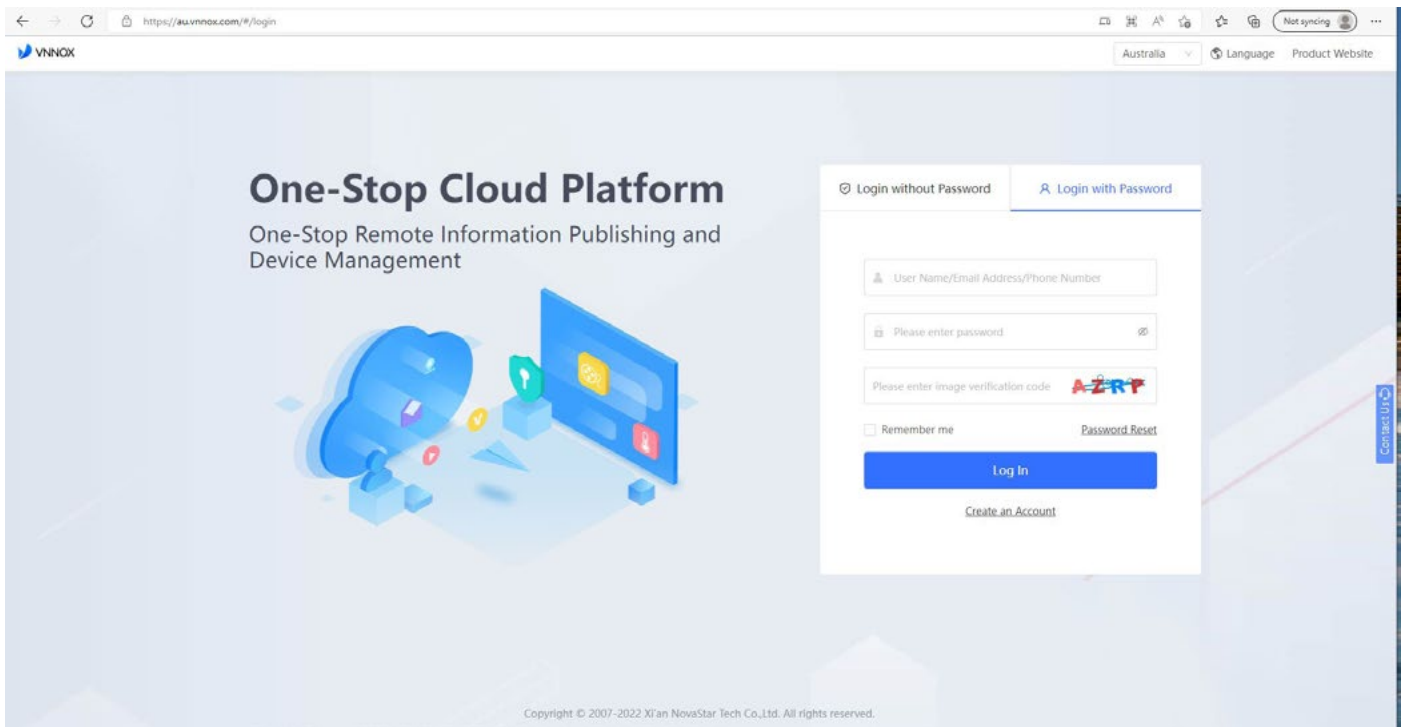 https://au.vnnox.com/#/login
Not syncing
VNNOX
Australia
Language
Product Website
One-Stop Cloud Platform
One-Stop Remote Information Publishing and
Device Management
Login without Password
Login with Password
User Name/Email Address/Phone Number
Please enter password
Please enter image verification code
AZRP
Remember me
Password Reset
Log In
Create an Account
Contact Us
Copyright © 2007-2022 Xi'an NovaStar Tech Co.,Ltd. All rights reserved.